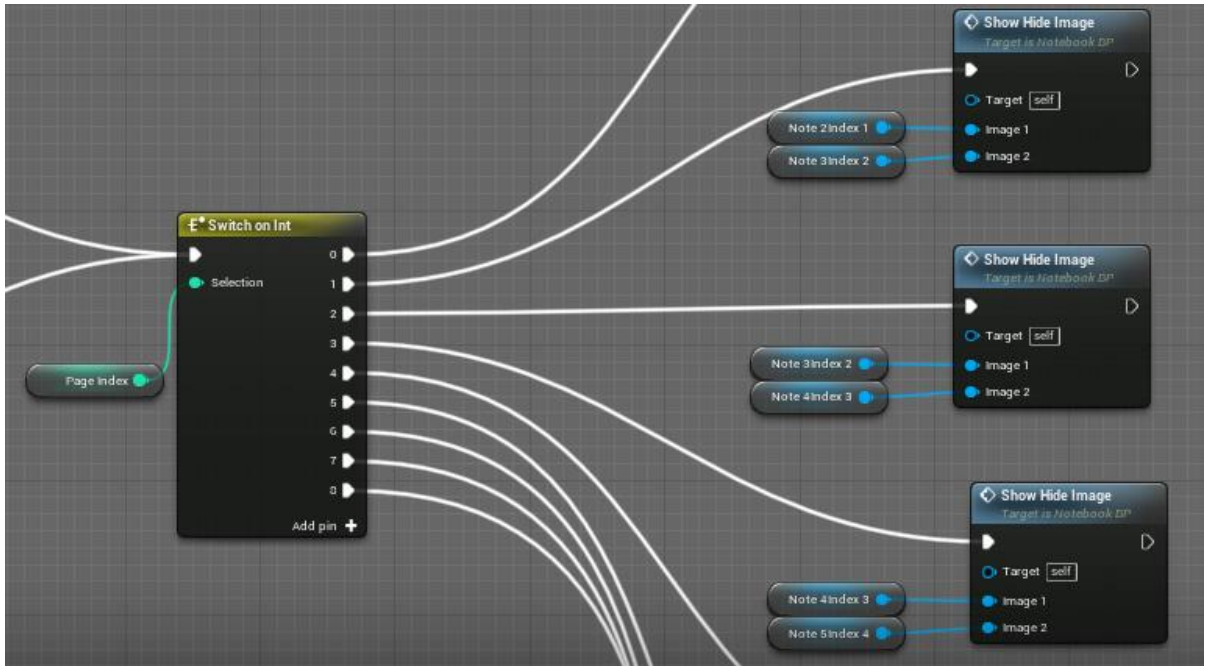 Show Hide Image
Target is Notebook BP
Target self
Note 2Index 1
Image 1
Note 3Index 2
Image 2
Switch on Int
0
1
Selection
2
3
Page Index
4
5
6
7
8
Add pin
Show Hide Image
Target is Notebook BP
Target self
Note 3Index 2
Image 1
Note 4Index 3
Image 2
Show Hide Image
Target is Notebook BP
Target self
Note 4Index 3
Image 1
Note 5Index 4
Image 2